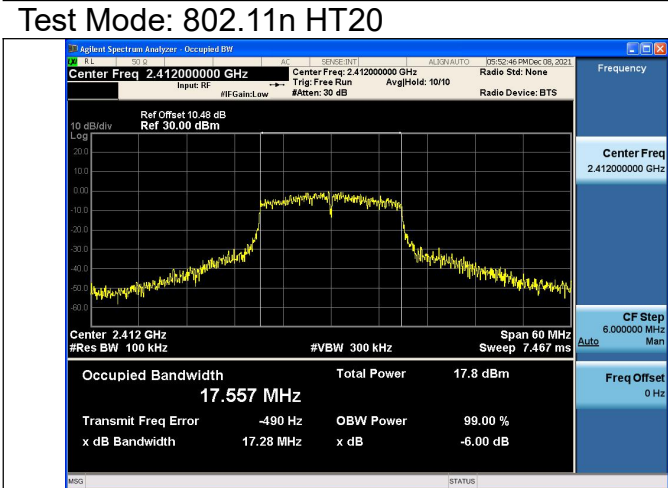 Test Mode: 802.11n HT20
Agilent Spectrum Analyzer - Occupied BW
RL 50 Ω AC SENSE:INT ALIGNAUTO 05:52:46 PM Dec 08, 2021
Center Freq 2.412000000 GHz Center Freq: 2.412000000 GHz Radio Std: None
Input: RF Trig: Free Run Avg|Hold: 10/10
#IFGain:Low #Atten: 30 dB Radio Device: BTS
Frequency
Ref Offset 10.48 dB
10 dB/div Ref 30.00 dBm
Log
20.0
10.0
0.00
-10.0
-20.0
-30.0
-40.0
-50.0
-60.0
Center 2.412 GHz Span 60 MHz
#Res BW 100 kHz #VBW 300 kHz Sweep 7.467 ms
Center Freq
2.412000000 GHz
CF Step
6.000000 MHz
Auto Man
Freq Offset
0 Hz
Occupied Bandwidth Total Power 17.8 dBm
17.557 MHz
Transmit Freq Error -490 Hz OBW Power 99.00 %
x dB Bandwidth 17.28 MHz x dB -6.00 dB
MSG STATUS